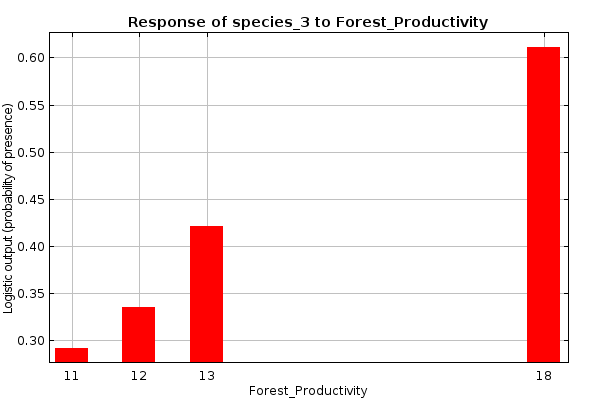 Response of species_3 to Forest_Productivity
Logistic output (probability of presence)
0.60
0.55
0.50
0.45
0.40
0.35
0.30
11 12 13 18
Forest_Productivity